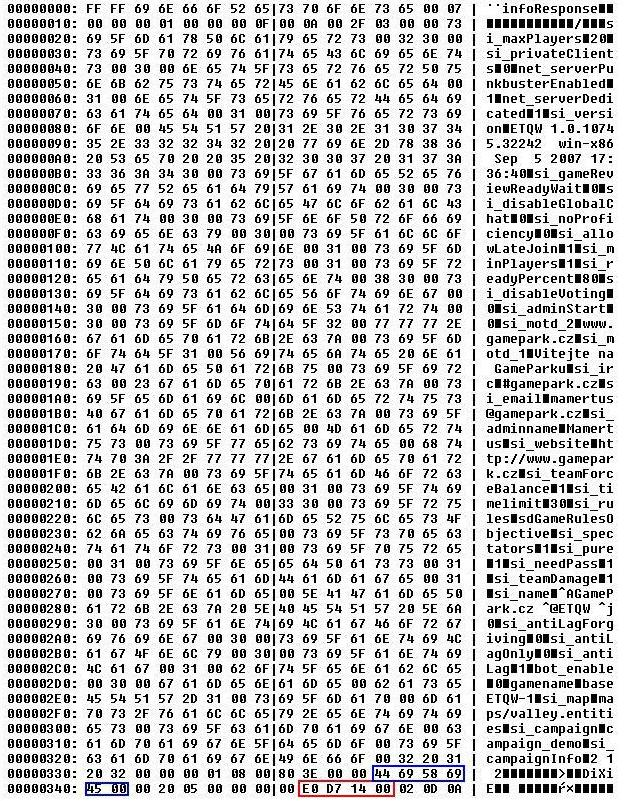 00000000: FF FF 69 6E 66 6F 52 65|73 70 6F 6E 73 65 00 07 | ˙˙infoResponse■■
00000010: 00 00 00 01 00 00 00 0F|00 0A 00 2F 03 00 00 73 | ■■■■■■■■■■■/■■■s
00000020: 69 5F 6D 61 78 50 6C 61|79 65 72 73 00 32 30 00 | i_maxPlayers■20■
00000030: 73 69 5F 70 72 69 76 61|74 65 43 6C 69 65 6E 74 | si_privateClient
00000040: 73 00 30 00 6E 65 74 5F|73 65 72 76 65 72 50 75 | s■0■net_serverPu
00000050: 6E 6B 62 75 73 74 65 72|45 6E 61 62 6C 65 64 00 | nkbusterEnabled■
00000060: 31 00 6E 65 74 5F 73 65|72 76 65 72 44 65 64 69 | 1■net_serverDedi
00000070: 63 61 74 65 64 00 31 00|73 69 5F 76 65 72 73 69 | cated■1■si_versi
00000080: 6F 6E 00 45 54 51 57 20|31 2E 30 2E 31 30 37 34 | on■ETQW 1.0.1074
00000090: 35 2E 33 32 32 34 32 20|20 77 69 6E 2D 78 38 36 | 5.32242  win-x86
000000A0: 20 53 65 70 20 20 35 20|32 30 30 37 20 31 37 3A |  Sep  5 2007 17:
000000B0: 33 36 3A 34 30 00 73 69|5F 67 61 6D 65 52 65 76 | 36:40■si_gameRev
000000C0: 69 65 77 52 65 61 64 79|57 61 69 74 00 30 00 73 | iewReadyWait■0■s
000000D0: 69 5F 64 69 73 61 62 6C|65 47 6C 6F 62 61 6C 43 | i_disableGlobalC
000000E0: 68 61 74 00 30 00 73 69|5F 6E 6F 50 72 6F 66 69 | hat■0■si_noProfi
000000F0: 63 69 65 6E 63 79 00 30|00 73 69 5F 61 6C 6C 6F | ciency■0■si_allo
00000100: 77 4C 61 74 65 4A 6F 69|6E 00 31 00 73 69 5F 6D | wLateJoin■1■si_m
00000110: 69 6E 50 6C 61 79 65 72|73 00 31 00 73 69 5F 72 | inPlayers■1■si_r
00000120: 65 61 64 79 50 65 72 63|65 6E 74 00 38 30 00 73 | eadyPercent■80■s
00000130: 69 5F 64 69 73 61 62 6C|65 56 6F 74 69 6E 67 00 | i_disableVoting■
00000140: 30 00 73 69 5F 61 64 6D|69 6E 53 74 61 72 74 00 | 0■si_adminStart■
00000150: 30 00 73 69 5F 6D 6F 74|64 5F 32 00 77 77 77 2E | 0■si_motd_2■www.
00000160: 67 61 6D 65 70 61 72 6B|2E 63 7A 00 73 69 5F 6D | gamepark.cz■si_m
00000170: 6F 74 64 5F 31 00 56 69|74 65 6A 74 65 20 6E 61 | otd_1■Vitejte na
00000180: 20 47 61 6D 65 50 61 72|6B 75 00 73 69 5F 69 72 |  GameParku■si_ir
00000190: 63 00 23 67 61 6D 65 70|61 72 6B 2E 63 7A 00 73 | c■#gamepark.cz■s
000001A0: 69 5F 65 6D 61 69 6C 00|6D 61 6D 65 72 74 75 73 | i_email■mamertus
000001B0: 40 67 61 6D 65 70 61 72|6B 2E 63 7A 00 73 69 5F | @gamepark.cz■si_
000001C0: 61 64 6D 69 6E 6E 61 6D|65 00 4D 61 6D 65 72 74 | adminname■Mamert
000001D0: 75 73 00 73 69 5F 77 65|62 73 69 74 65 00 68 74 | us■si_website■ht
000001E0: 74 70 3A 2F 2F 77 77 77|2E 67 61 6D 65 70 61 72 | tp://www.gamepar
000001F0: 6B 2E 63 7A 00 73 69 5F|74 65 61 6D 46 6F 72 63 | k.cz■si_teamForc
00000200: 65 42 61 6C 61 6E 63 65|00 31 00 73 69 5F 74 69 | eBalance■1■si_ti
00000210: 6D 65 6C 69 6D 69 74 00|33 30 00 73 69 5F 72 75 | melimit■30■si_ru
00000220: 6C 65 73 00 73 64 47 61|6D 65 52 75 6C 65 73 4F | les■sdGameRulesO
00000230: 62 6A 65 63 74 69 76 65|00 73 69 5F 73 70 65 63 | bjective■si_spec
00000240: 74 61 74 6F 72 73 00 31|00 73 69 5F 70 75 72 65 | tators■1■si_pure
00000250: 00 31 00 73 69 5F 6E 65|65 64 50 61 73 73 00 31 | ■1■si_needPass■1
00000260: 00 73 69 5F 74 65 61 6D|44 61 6D 61 67 65 00 31 | ■si_teamDamage■1
00000270: 00 73 69 5F 6E 61 6D 65|00 5E 41 47 61 6D 65 50 | ■si_name■^AGameP
00000280: 61 72 6B 2E 63 7A 20 5E|40 45 54 51 57 20 5E 6A | ark.cz ^@ETQW ^j
00000290: 30 00 73 69 5F 61 6E 74|69 4C 61 67 46 6F 72 67 | 0■si_antiLagForg
000002A0: 69 76 69 6E 67 00 30 00|73 69 5F 61 6E 74 69 4C | iving■0■si_antiL
000002B0: 61 67 4F 6E 6C 79 00 30|00 73 69 5F 61 6E 74 69 | agOnly■0■si_anti
000002C0: 4C 61 67 00 31 00 62 6F|74 5F 65 6E 61 62 6C 65 | Lag■1■bot_enable
000002D0: 00 30 00 67 61 6D 65 6E|61 6D 65 00 62 61 73 65 | ■0■gamename■base
000002E0: 45 54 51 57 2D 31 00 73|69 5F 6D 61 70 00 6D 61 | ETQW-1■si_map■ma
000002F0: 70 73 2F 76 61 6C 6C 65|79 2E 65 6E 74 69 74 69 | ps/valley.entiti
00000300: 65 73 00 73 69 5F 63 61|6D 70 61 69 67 6E 00 63 | es■si_campaign■c
00000310: 61 6D 70 61 69 67 6E 5F|64 65 6D 6F 00 73 69 5F | ampaign_demo■si_
00000320: 63 61 6D 70 61 69 67 6E|49 6E 66 6F 00 32 20 31 | campaignInfo■2 1
00000330: 20 32 00 00 00 01 08 00|80 3E 00 00 44 69 58 69 |  2■■■■■■■>■■DiXi
00000340: 45 00 00 20 05 00 00 00|00 E0 D7 14 00 02 0D 0A | E■■ ■■■■■ŕ×■■■■■